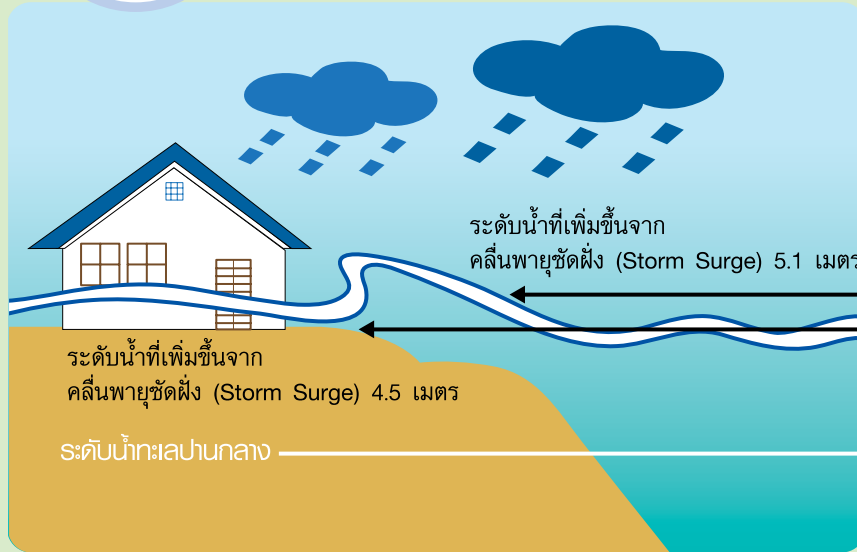 ระดับน้ำที่เพิ่มขึ้นจาก
คลื่นพายุซัดฝั่ง (Storm Surge) 5.1 เมตร
ระดับน้ำที่เพิ่มขึ้นจาก
คลื่นพายุซัดฝั่ง (Storm Surge) 4.5 เมตร
ระดับน้ำทะเลปานกลาง